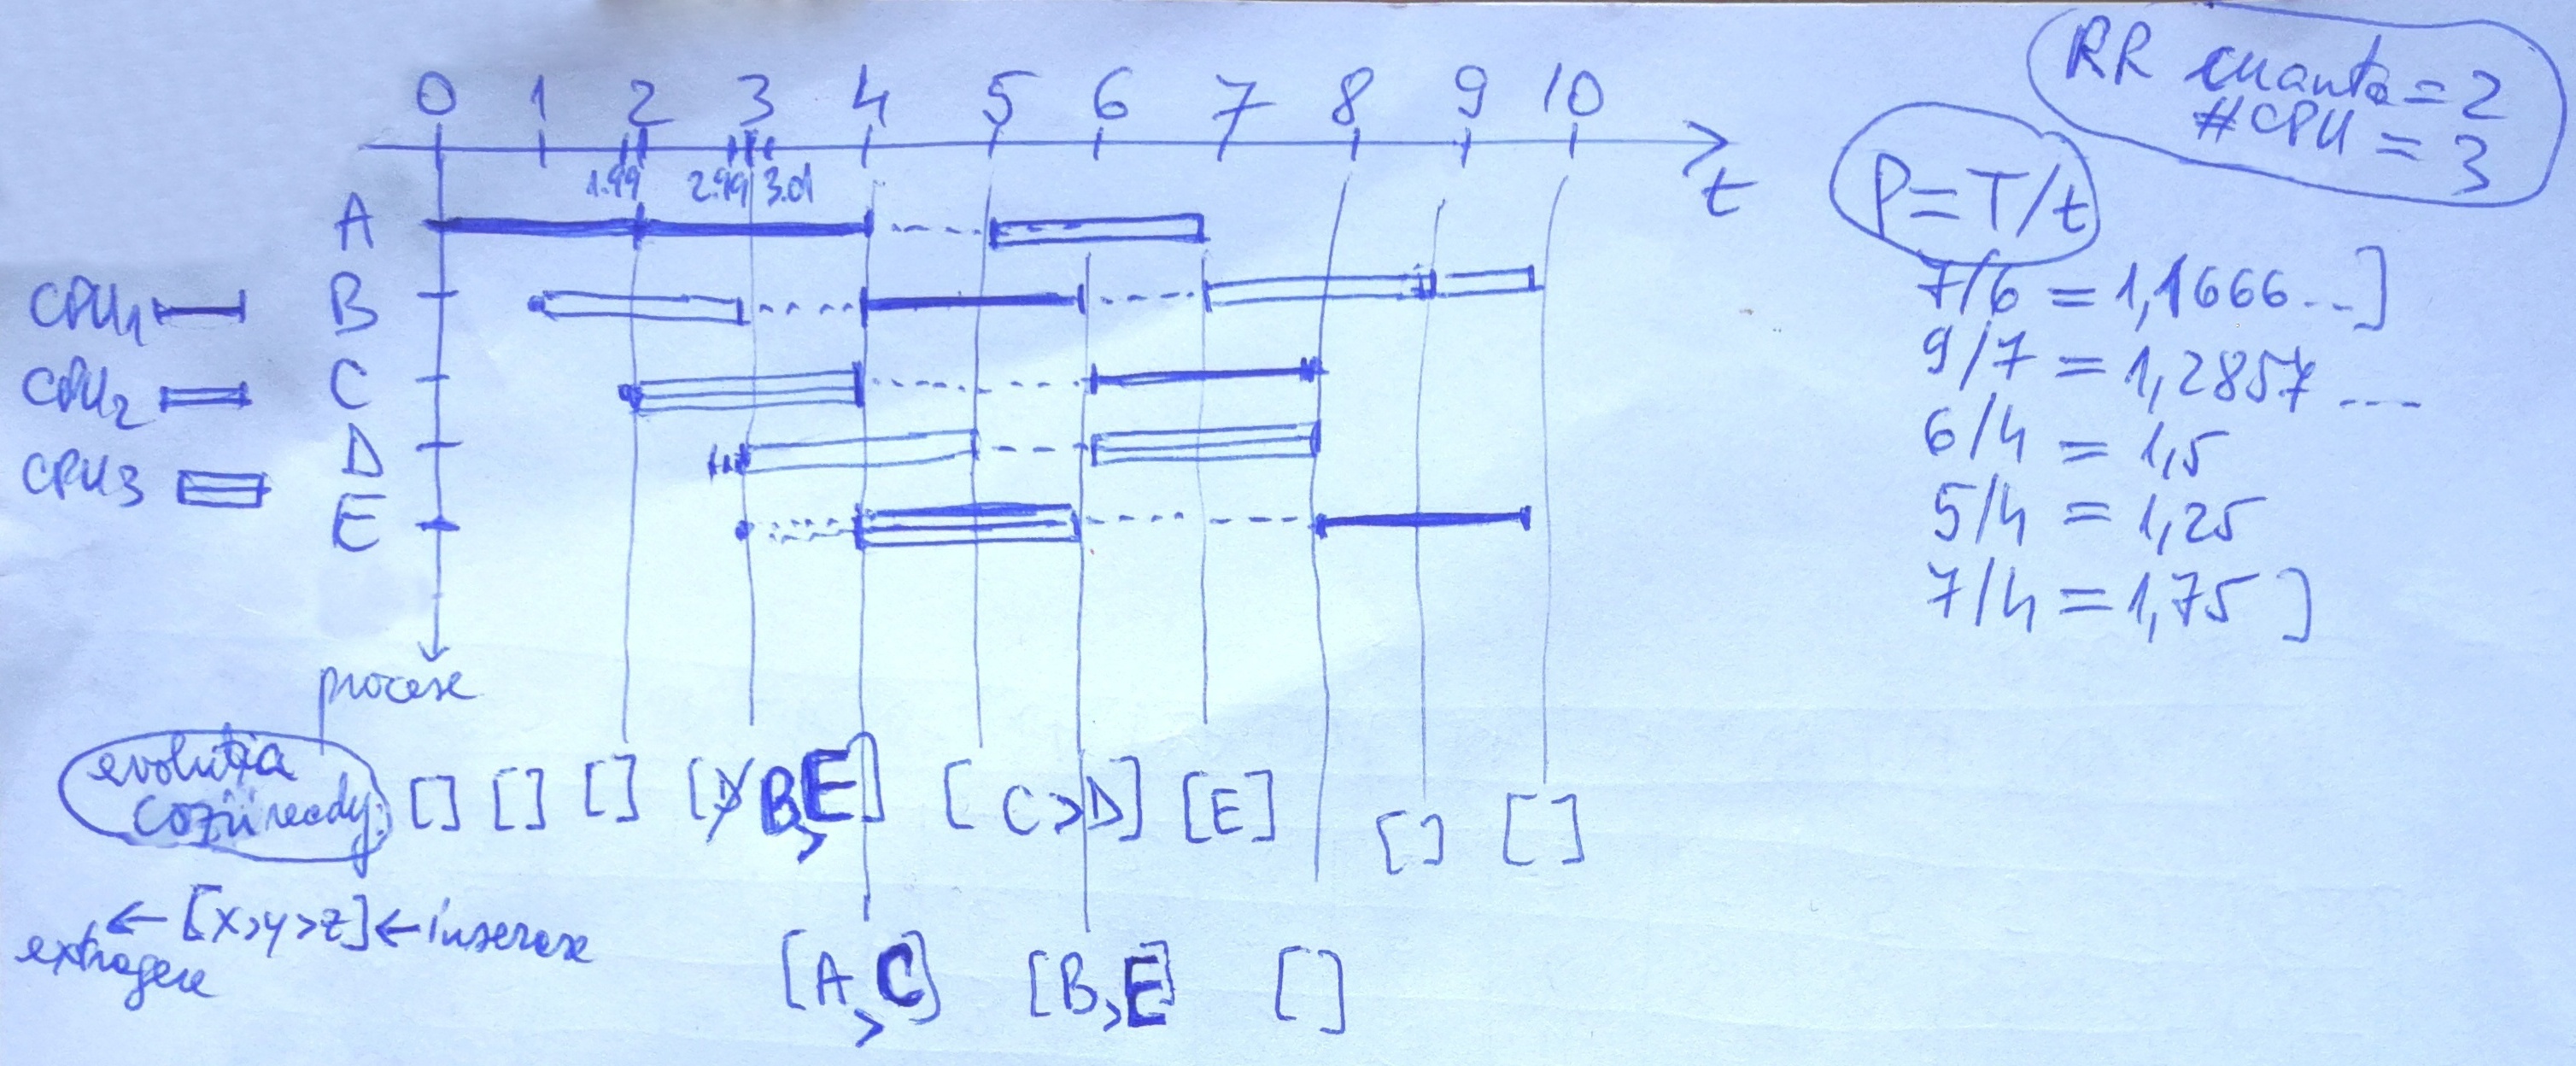 RR cuanta = 2
#CPU = 3
0 1 2 3 4 5 6 7 8 9 10
1.99 2.99 3.01
t
P=T/t
A
B
C
D
E
CPU1
CPU2
CPU3
procese
7/6 = 1,1666...]
9/7 = 1,2857...
6/4 = 1,5
5/4 = 1,25
7/4 = 1,75]
evoluția
cozii ready:
[] [] [] [B,E] [C,D] [E] [] []
[A,C] [B,E] []
← [x,y,z] ← inserare
extragere